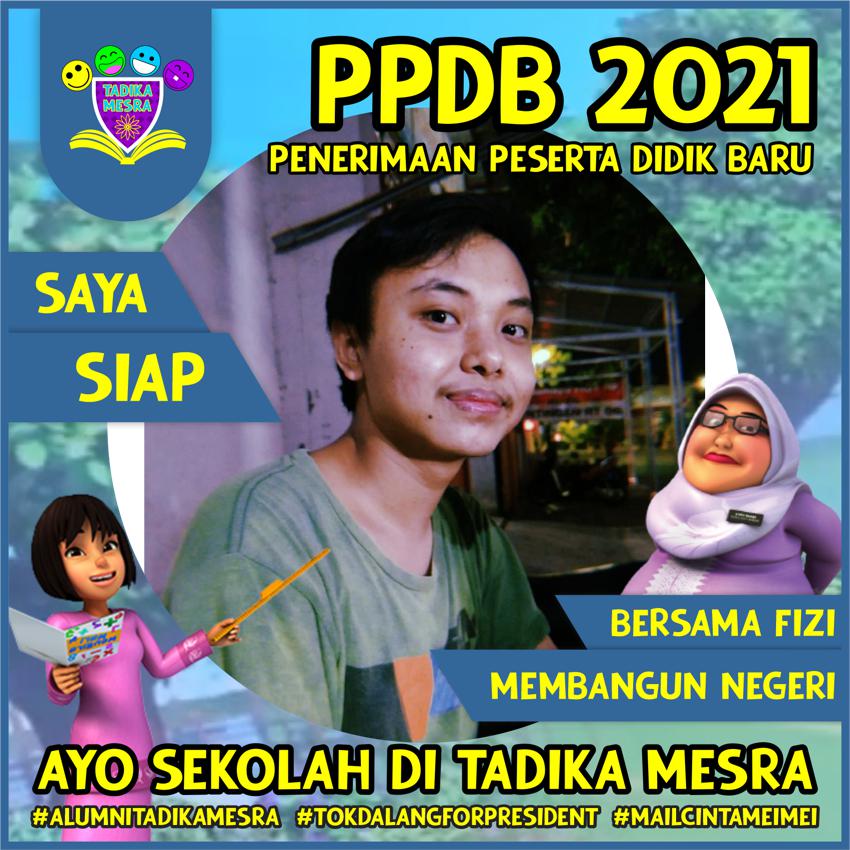 TADIKA
MESRA
PPDB 2021
PENERIMAAN PESERTA DIDIK BARU
SAYA
SIAP
BERSAMA FIZI
MEMBANGUN NEGERI
AYO SEKOLAH DI TADIKA MESRA
#ALUMNITADIKAMESRA #TOKDALANGFORPRESIDENT #MAILCINTAMEIMEI